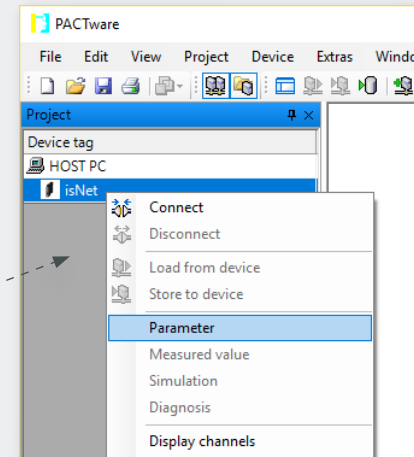 PACTware
File Edit View Project Device Extras
Project
Device tag
HOST PC
isNet
Connect
Disconnect
Load from device
Store to device
Parameter
Measured value
Simulation
Diagnosis
Display channels